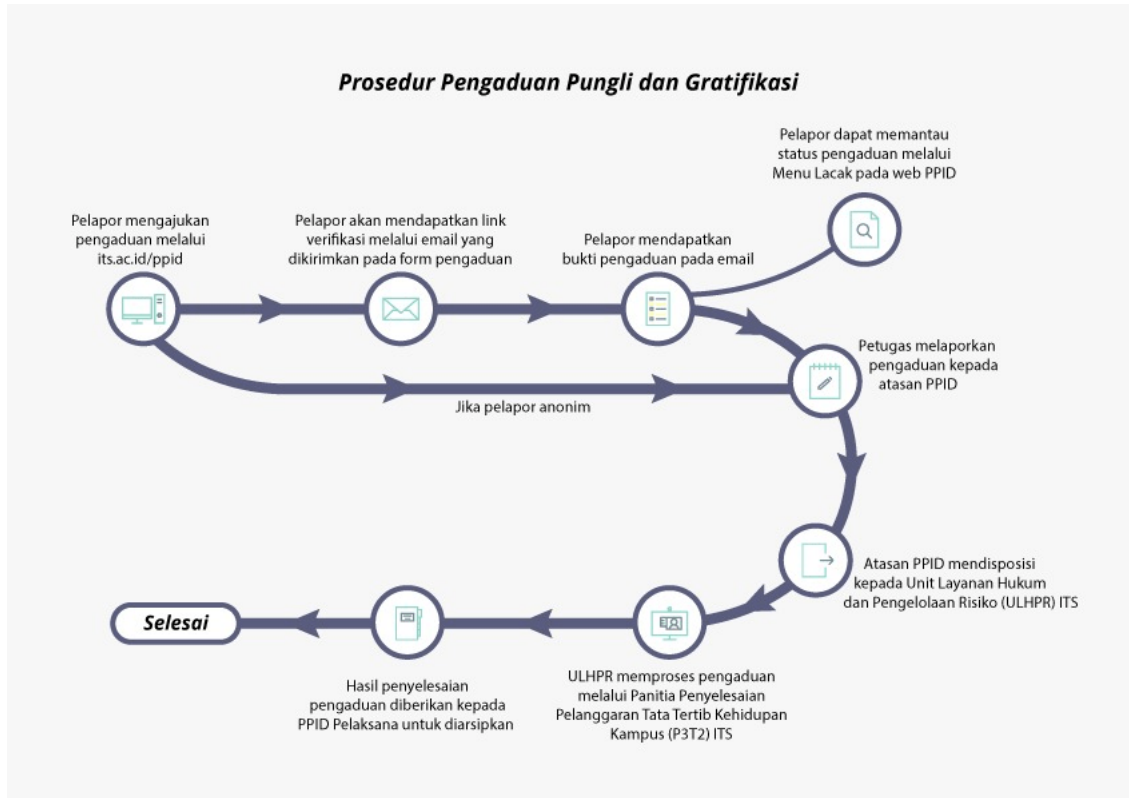 Prosedur Pengaduan Pungli dan Gratifikasi
Pelapor mengajukan
pengaduan melalui
its.ac.id/ppid
Pelapor akan mendapatkan link
verifikasi melalui email yang
dikirimkan pada form pengaduan
Pelapor mendapatkan
bukti pengaduan pada email
Pelapor dapat memantau
status pengaduan melalui
Menu Lacak pada web PPID
Jika pelapor anonim
Petugas melaporkan
pengaduan kepada
atasan PPID
Atasan PPID mendisposisi
kepada Unit Layanan Hukum
dan Pengelolaan Risiko (ULHPR) ITS
ULHPR memproses pengaduan
melalui Panitia Penyelesaian
Pelanggaran Tata Tertib Kehidupan
Kampus (P3T2) ITS
Hasil penyelesaian
pengaduan diberikan kepada
PPID Pelaksana untuk diarsipkan
Selesai